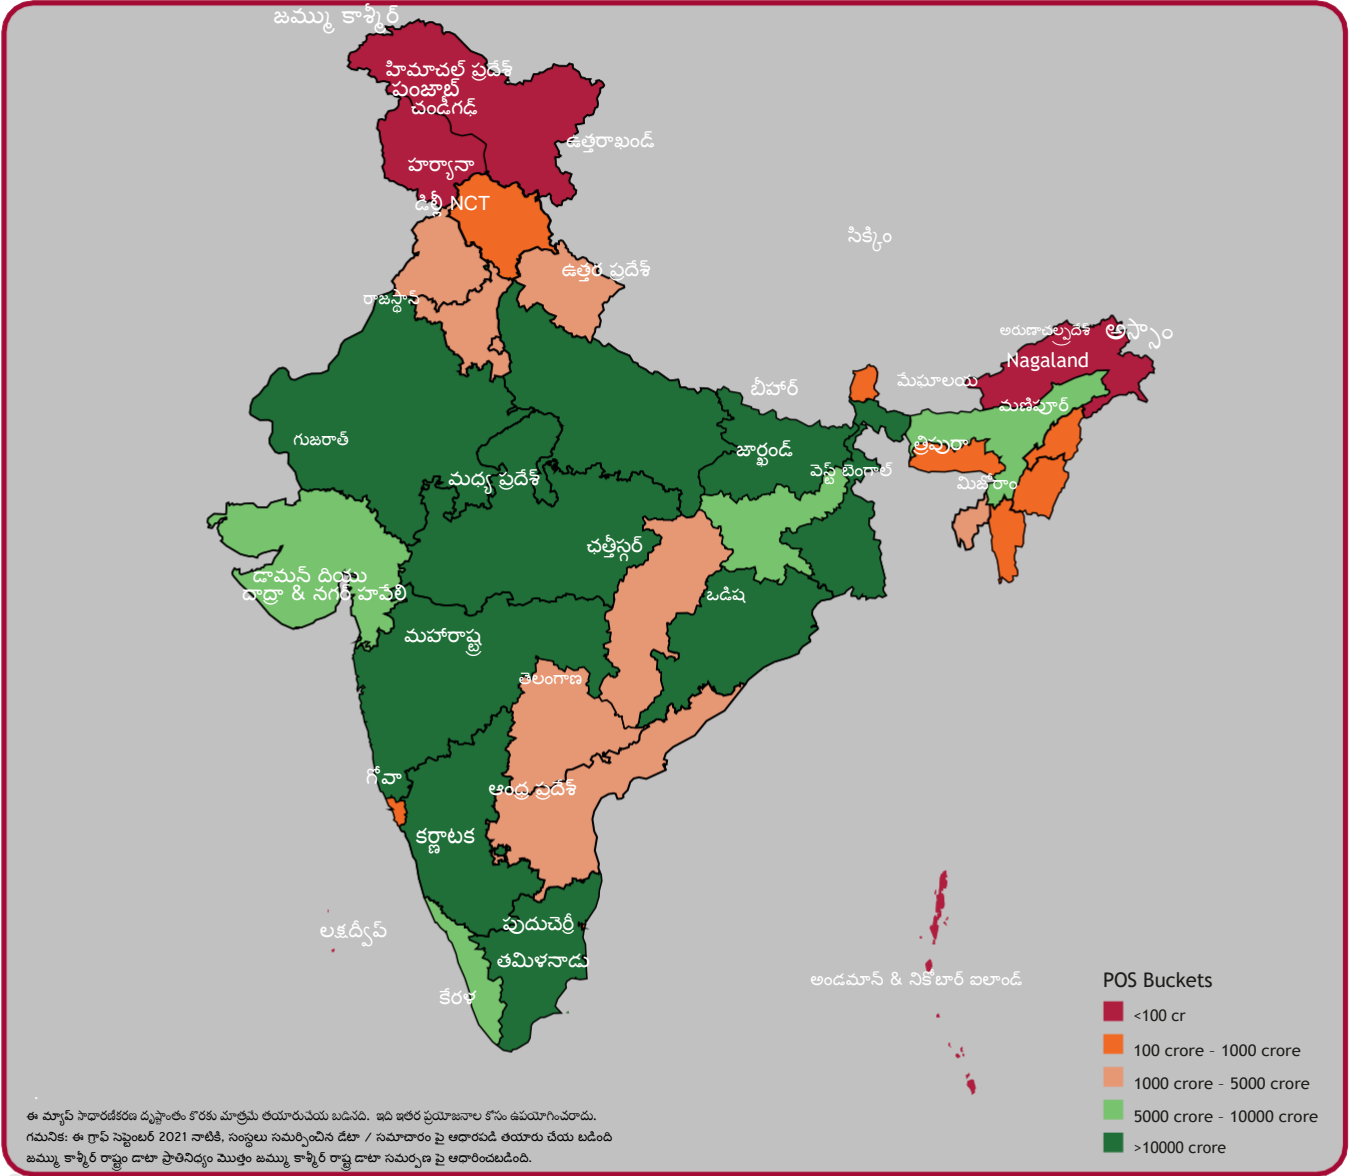 జమ్ము కాశ్మీర్
హిమాచల్ ప్రదేశ్
పంజాబ్
చండీగఢ్
ఉత్తరాఖండ్
హర్యానా
డిల్లీ NCT
సిక్కిం
ఉత్తర ప్రదేశ్
రాజస్థాన్
అరుణాచల్ప్రదేశ్
అస్సాం
Nagaland
మేఘాలయ
బీహార్
మణిపూర్
గుజరాత్
త్రిపురా
జార్ఖండ్
వెస్ట్ బెంగాల్
మధ్య ప్రదేశ్
మిజోరాం
ఛత్తీస్గర్
డామన్ దియు
దాద్రా & నగర్ హవేలి
ఒడిష
మహారాష్ట్ర
తెలంగాణ
గోవా
ఆంధ్ర ప్రదేశ్
కర్ణాటక
పుదుచెర్రీ
లక్షద్వీప్
తమిళనాడు
అండమాన్ & నికోబార్ ఐలాండ్
కేరళ
POS Buckets
<100 cr
100 crore - 1000 crore
1000 crore - 5000 crore
5000 crore - 10000 crore
>10000 crore
ఈ మ్యాప్ సాధారణీకరణ దృష్టాంతం కొరకు మాత్రమే తయారుచేయ బడినది. ఇది ఇతర ప్రయోజనాల కోసం ఉపయోగించరాదు.
గమనిక: ఈ గ్రాఫ్ సెప్టెంబర్ 2021 నాటికి, సంస్థలు సమర్పించిన డేటా / సమాచారం పై ఆధారపడి తయారు చేయ బడింది
జమ్ము కాశ్మీర్ రాష్ట్రం డాటా ప్రాతినిధ్యం మొత్తం జమ్ము కాశ్మీర్ రాష్ట్ర డాటా సమర్పణ పై ఆధారించబడింది.